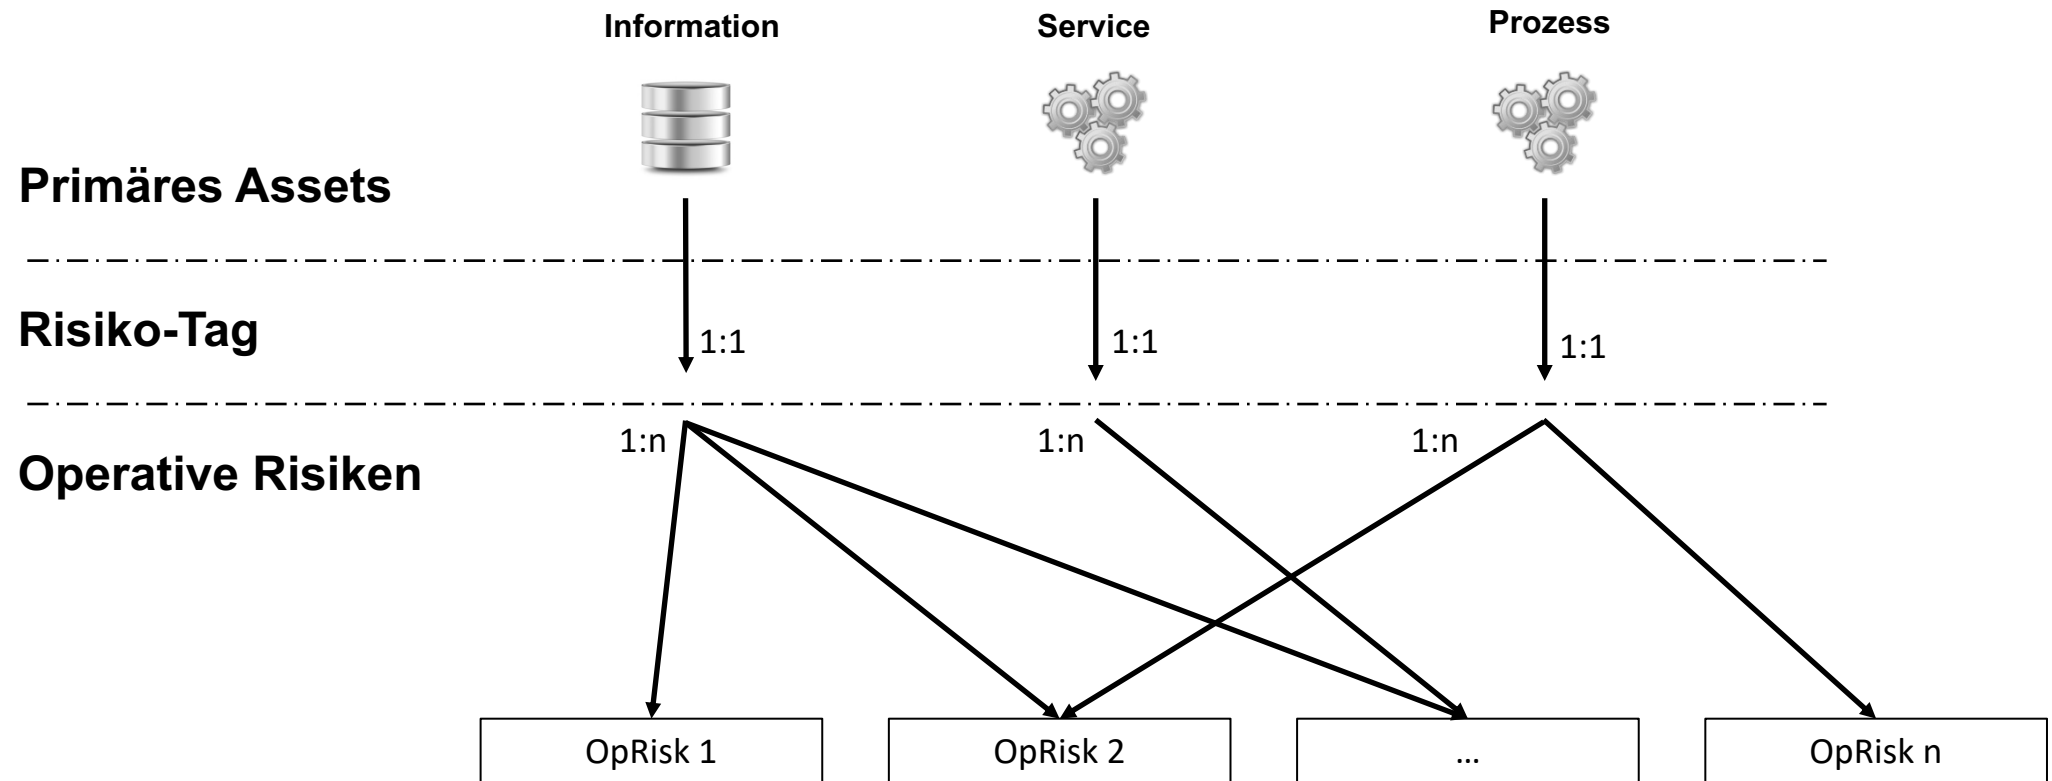 Information
Service
Prozess
Primäres Assets
Risiko-Tag
1:1
1:1
1:1
1:n
1:n
1:n
Operative Risiken
OpRisk 1
OpRisk 2
...
OpRisk n